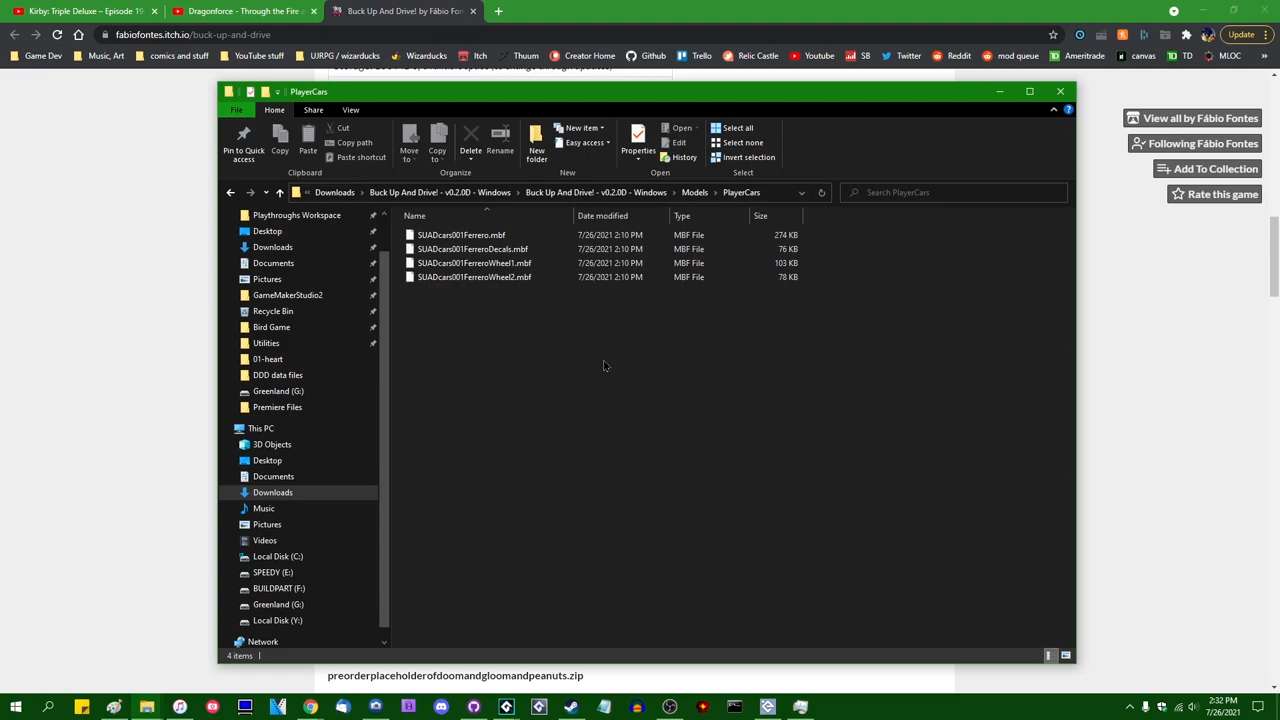 Kirby: Triple Deluxe – Episode 19:
Dragonforce - Through the Fire a
Buck Up And Drive! by Fábio Fon
fabiofontes.itch.io/buck-up-and-drive
Update
Game Dev
Music, Art
comics and stuff
UJRPG / wizarducks
Wizarducks
Itch
Thuum
Creator Home
Github
Trello
Relic Castle
Youtube
SB
Twitter
Reddit
mod queue
Ameritrade
canvas
TD
MLOC
PlayerCars
File
Home
Share
View
Pin to Quick access
Copy
Paste
Cut
Copy path
Paste shortcut
Clipboard
Move to
Copy to
Delete
Rename
Organize
New folder
New item
Easy access
New
Properties
Open
Edit
History
Open
Select all
Select none
Invert selection
Select
« Downloads > Buck Up And Drive! - v0.2.0D - Windows > Buck Up And Drive! - v0.2.0D - Windows > Models > PlayerCars
Search PlayerCars
Name Date modified Type Size
SUADcars001Ferrero.mbf 7/26/2021 2:10 PM MBF File 274 KB
SUADcars001FerreroDecals.mbf 7/26/2021 2:10 PM MBF File 76 KB
SUADcars001FerreroWheel1.mbf 7/26/2021 2:10 PM MBF File 103 KB
SUADcars001FerreroWheel2.mbf 7/26/2021 2:10 PM MBF File 78 KB
Playthroughs Workspace
Desktop
Downloads
Documents
Pictures
GameMakerStudio2
Recycle Bin
Bird Game
Utilities
01-heart
DDD data files
Greenland (G:)
Premiere Files
This PC
3D Objects
Desktop
Documents
Downloads
Music
Pictures
Videos
Local Disk (C:)
SPEEDY (E:)
BUILDPART (F:)
Greenland (G:)
Local Disk (Y:)
Network
4 items
View all by Fábio Fontes
Following Fábio Fontes
Add To Collection
Rate this game
preorderplaceholderofdoomandgloomandpeanuts.zip
2:32 PM
7/26/2021